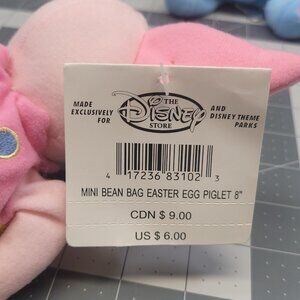 MADE EXCLUSIVELY FOR
THE DISNEY STORE
AND DISNEY THEME PARKS
4 17236 83102 3
MINI BEAN BAG EASTER EGG PIGLET 8"
CDN $ 9.00
US $ 6.00